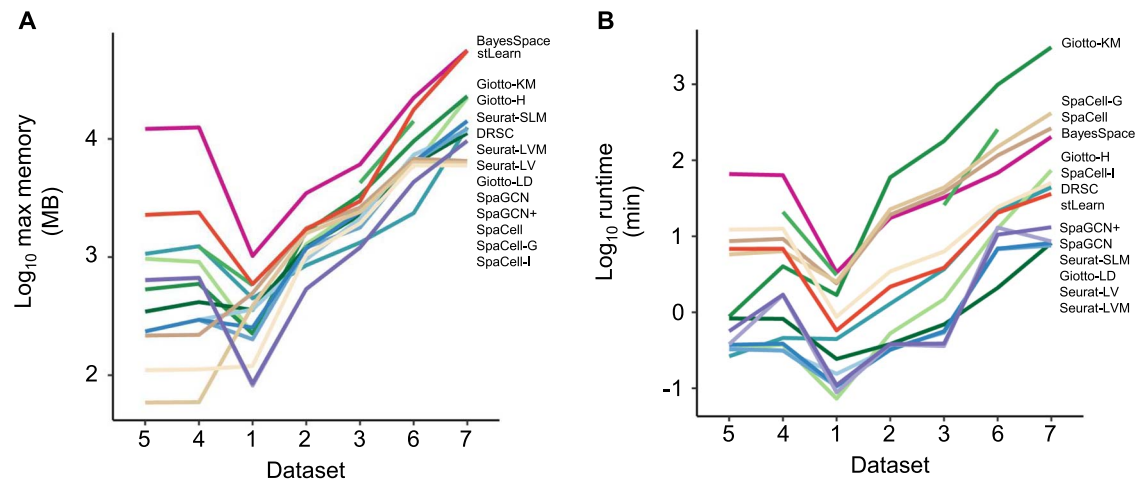 A
Log10 max memory
(MB)
4
3
2
5 4 1 2 3 6 7
Dataset
BayesSpace
stLearn
Giotto-KM
Giotto-H
Seurat-SLM
DRSC
Seurat-LVM
Seurat-LV
Giotto-LD
SpaGCN
SpaGCN+
SpaCell
SpaCell-G
SpaCell-I
B
Log10 runtime
(min)
3
2
1
0
-1
5 4 1 2 3 6 7
Dataset
Giotto-KM
SpaCell-G
SpaCell
BayesSpace
Giotto-H
SpaCell-I
DRSC
stLearn
SpaGCN+
SpaGCN
Seurat-SLM
Giotto-LD
Seurat-LV
Seurat-LVM